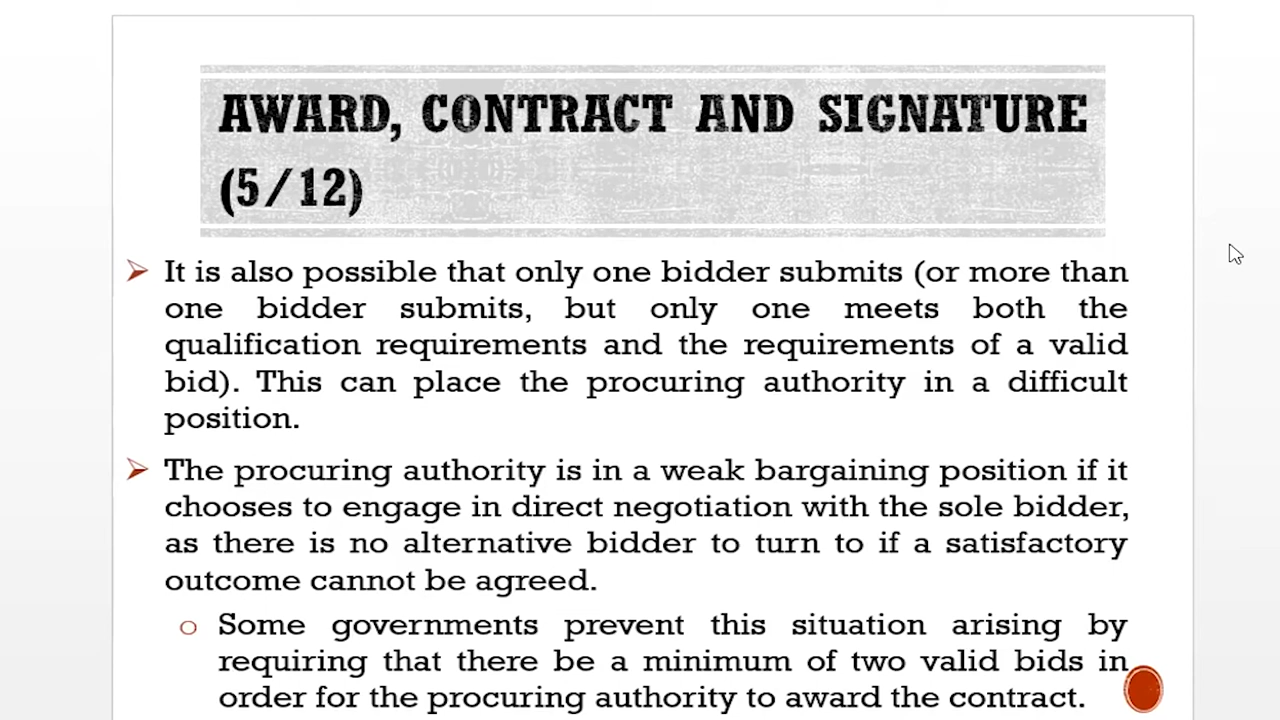 AWARD, CONTRACT AND SIGNATURE
(5/12)
It is also possible that only one bidder submits (or more than
one bidder submits, but only one meets both the
qualification requirements and the requirements of a valid
bid). This can place the procuring authority in a difficult
position.
The procuring authority is in a weak bargaining position if it
chooses to engage in direct negotiation with the sole bidder,
as there is no alternative bidder to turn to if a satisfactory
outcome cannot be agreed.
Some governments prevent this situation arising by
requiring that there be a minimum of two valid bids in
order for the procuring authority to award the contract.